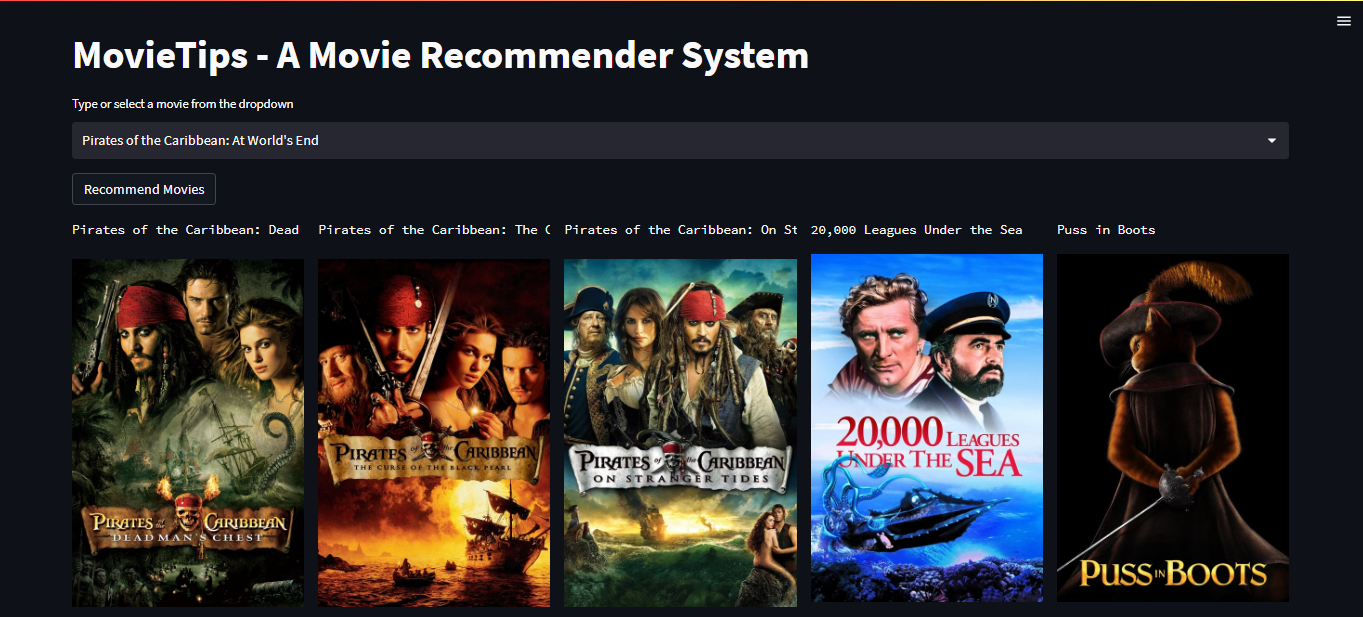 MovieTips - A Movie Recommender System
Type or select a movie from the dropdown
Pirates of the Caribbean: At World's End
Recommend Movies
Pirates of the Caribbean: Dead
Pirates of the Caribbean: The C
Pirates of the Caribbean: On St
20,000 Leagues Under the Sea
Puss in Boots
PIRATES OF THE CARIBBEAN
DEAD MAN'S CHEST
PIRATES of the CARIBBEAN
THE CURSE OF THE BLACK PEARL
PIRATES of the CARIBBEAN
ON STRANGER TIDES
20,000 LEAGUES
UNDER THE SEA
PUSS IN BOOTS